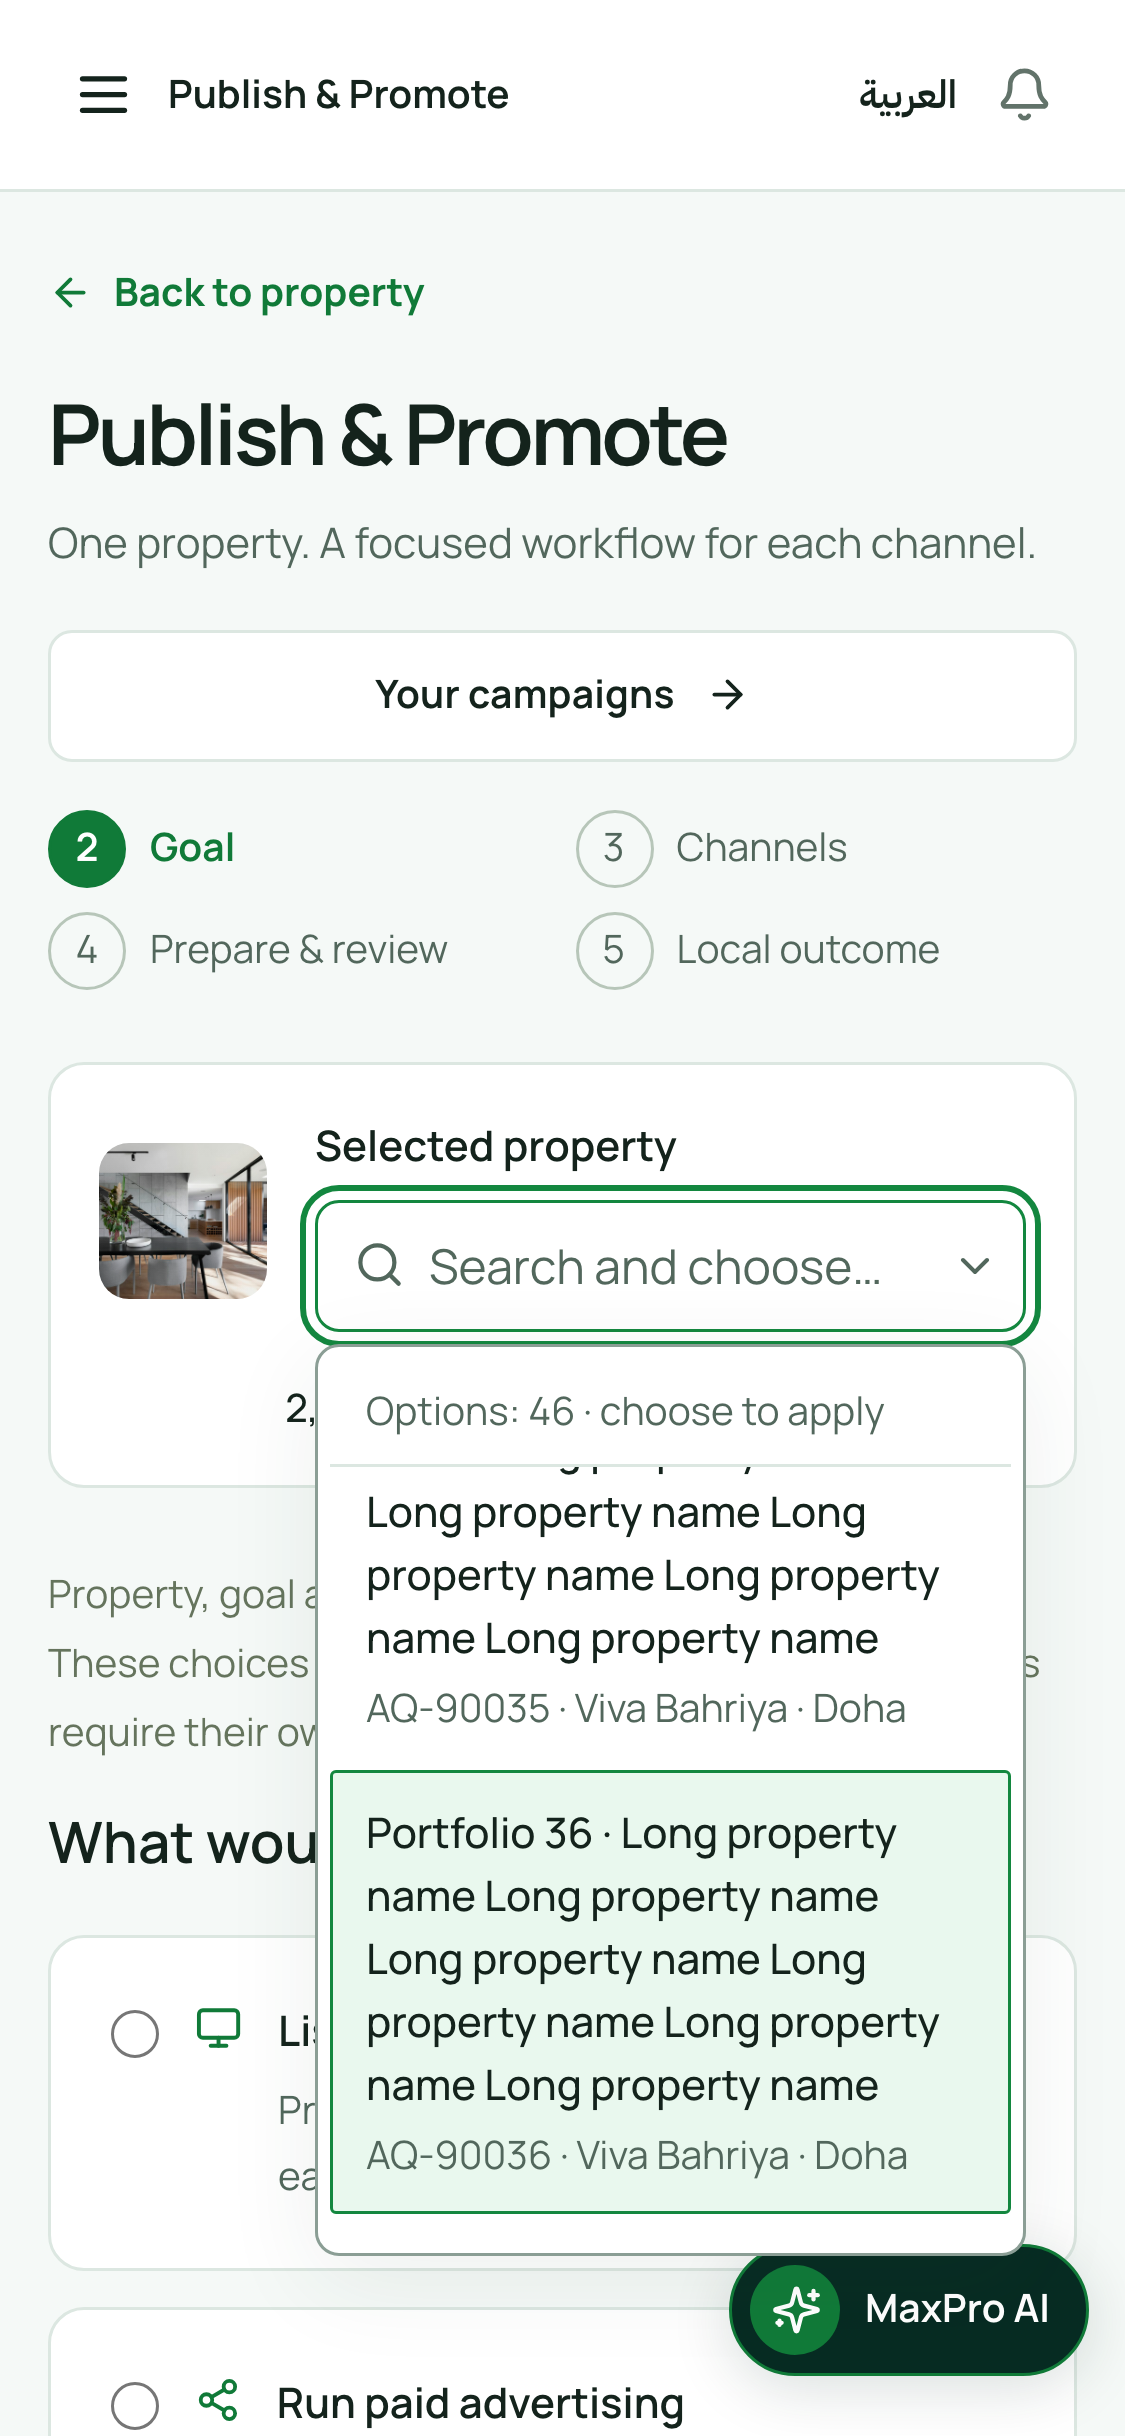 Publish & Promote
العربية
Back to property
Publish & Promote
One property. A focused workflow for each channel.
Your campaigns
2 Goal
3 Channels
4 Prepare & review
5 Local outcome
Selected property
Search and choose...
2,
Options: 46 · choose to apply
Long property name Long
property name Long property
name Long property name
AQ-90035 · Viva Bahriya · Doha
Portfolio 36 · Long property
name Long property name
Long property name Long
property name Long property
name Long property name
AQ-90036 · Viva Bahriya · Doha
Property, goal
These choices
require their
What
MaxPro AI
Run paid advertising